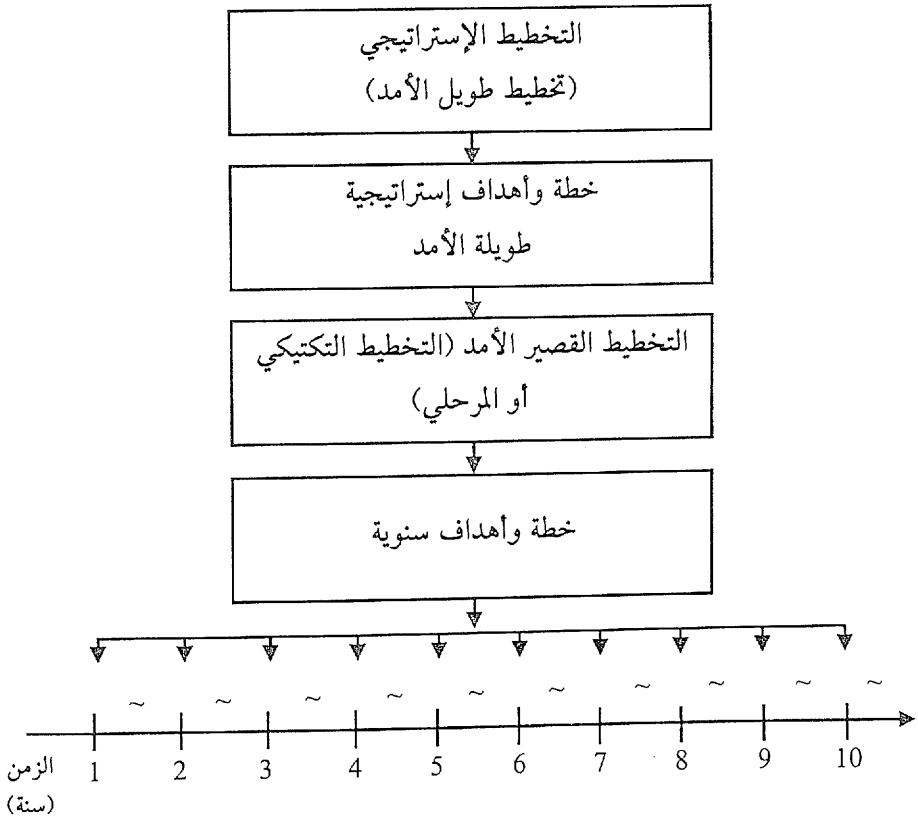 التخطيط الإستراتيجي
(تخطيط طويل الأمد)
خطة وأهداف إستراتيجية
طويلة الأمد
التخطيط القصير الأمد (التخطيط التكتيكي
أو المرحلي)
خطة وأهداف سنوية
~ ~ ~ ~ ~ ~ ~ ~ ~ ~
1 2 3 4 5 6 7 8 9 10
الزمن
(سنة)